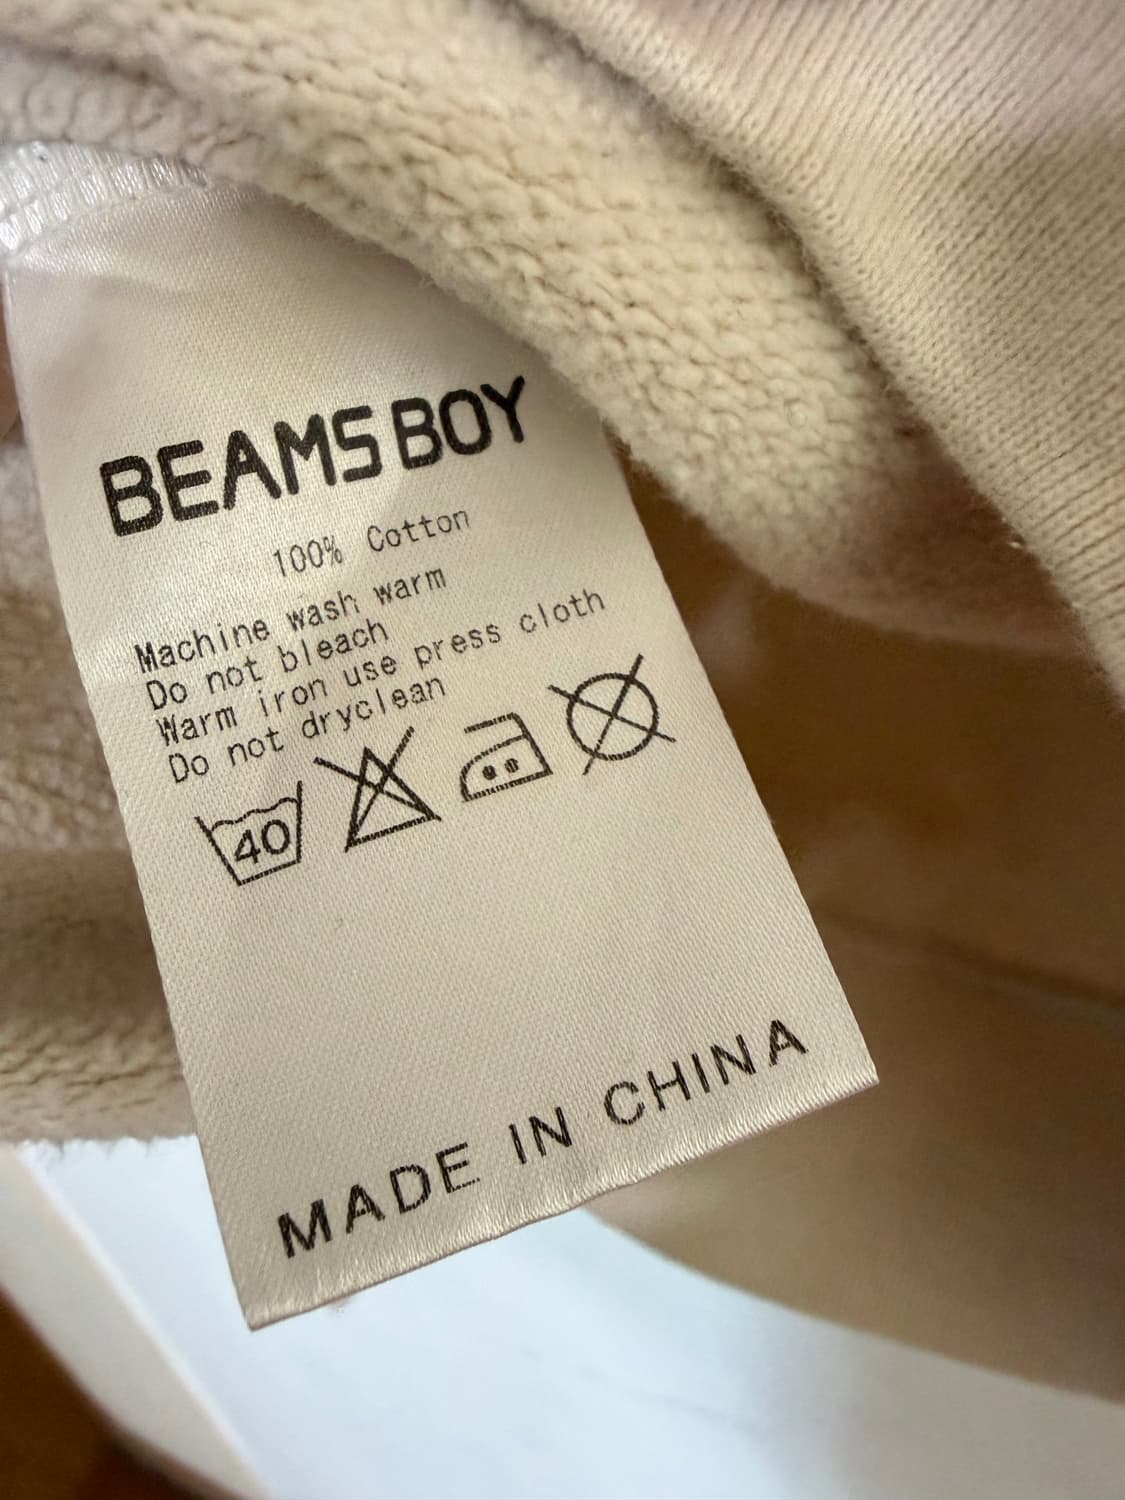 BEAMS BOY
100% Cotton
Machine wash warm
Do not bleach
Warm iron use press cloth
Do not dryclean
40
MADE IN CHINA